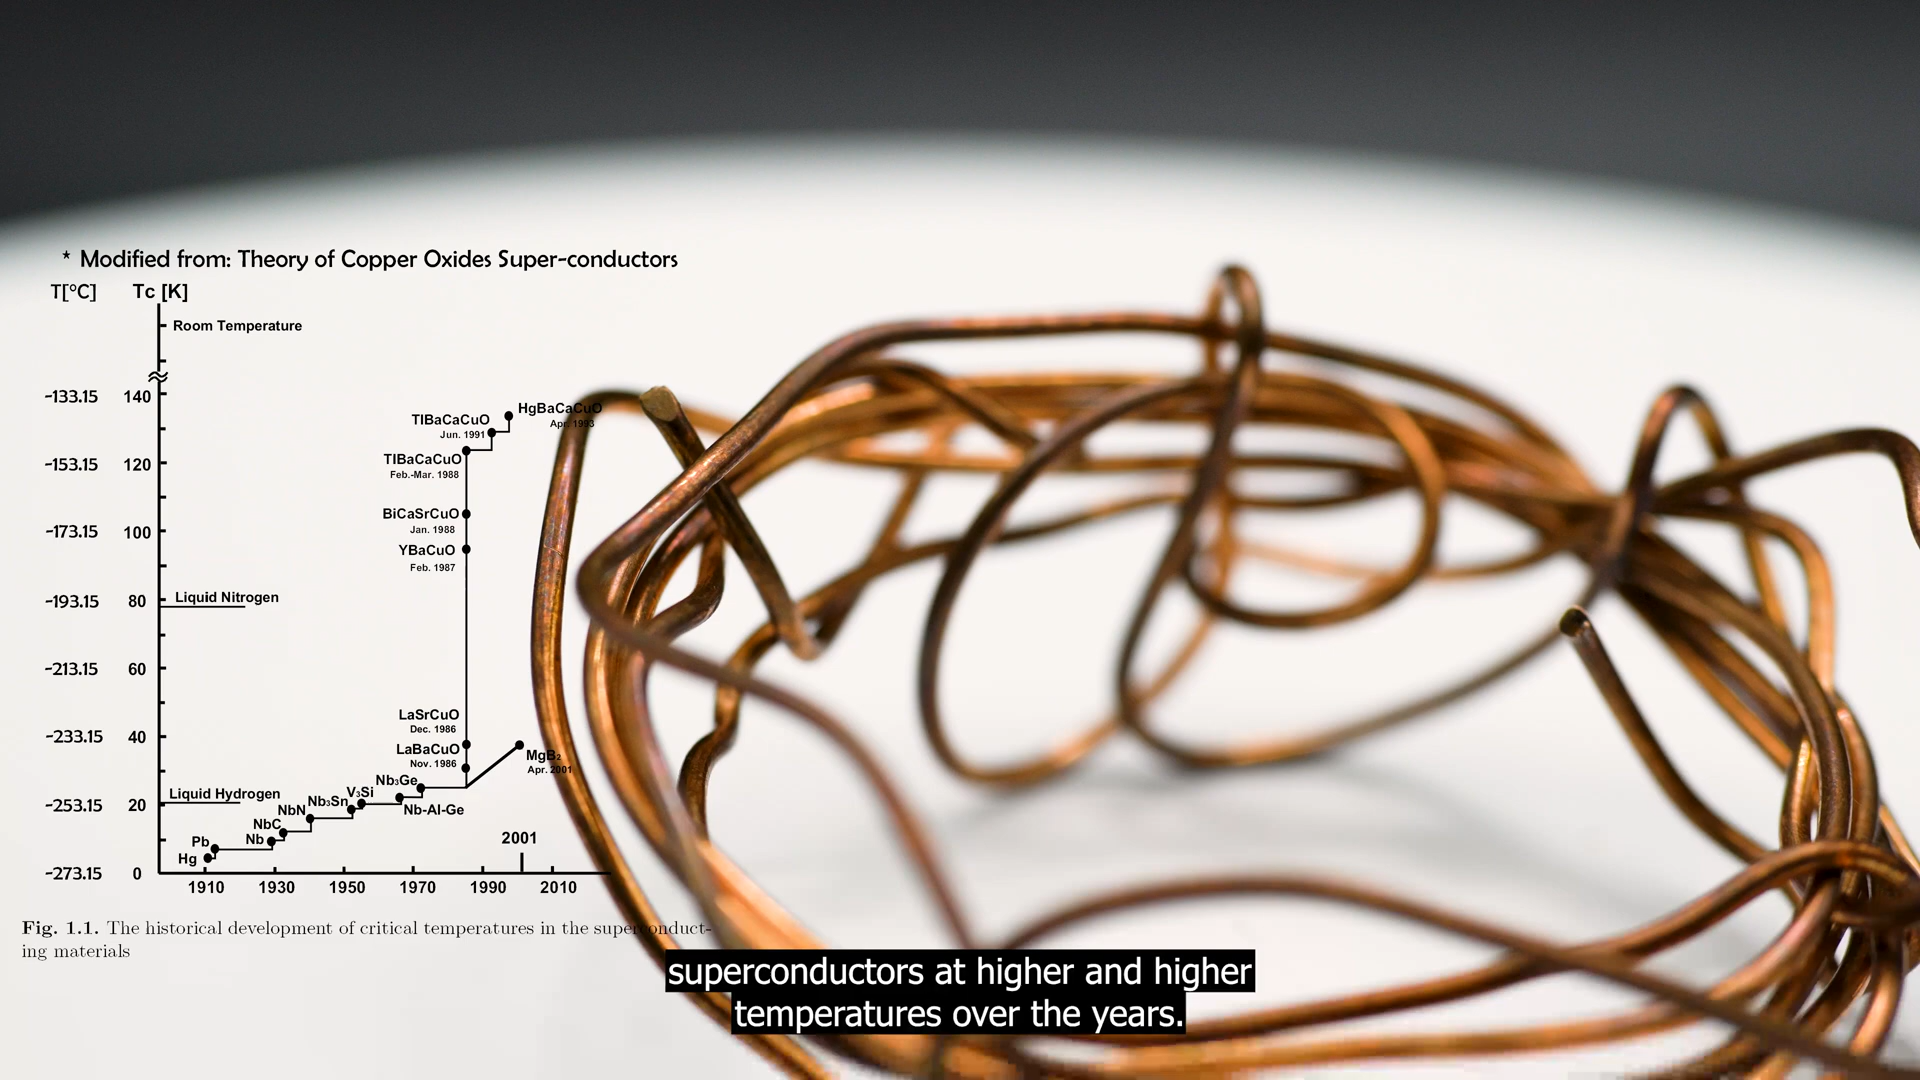 * Modified from: Theory of Copper Oxides Super-conductors
T[°C] Tc [K]
Room Temperature
-133.15 140
HgBaCaCuO
Apr. 1993
TlBaCaCuO
Jun. 1991
-153.15 120
TlBaCaCuO
Feb.-Mar. 1988
BiCaSrCuO
Jan. 1988
-173.15 100
YBaCuO
Feb. 1987
-193.15 80
Liquid Nitrogen
-213.15 60
LaSrCuO
Dec. 1986
-233.15 40
LaBaCuO
Nov. 1986
MgB₂
Apr. 2001
Nb₃Ge
Liquid Hydrogen
V₃Si
Nb₃Sn
-253.15 20
Nb-Al-Ge
NbN
NbC
Nb
Pb
Hg
2001
-273.15 0
1910 1930 1950 1970 1990 2010
Fig. 1.1. The historical development of critical temperatures in the superconduct-
ing materials
superconductors at higher and higher
temperatures over the years.